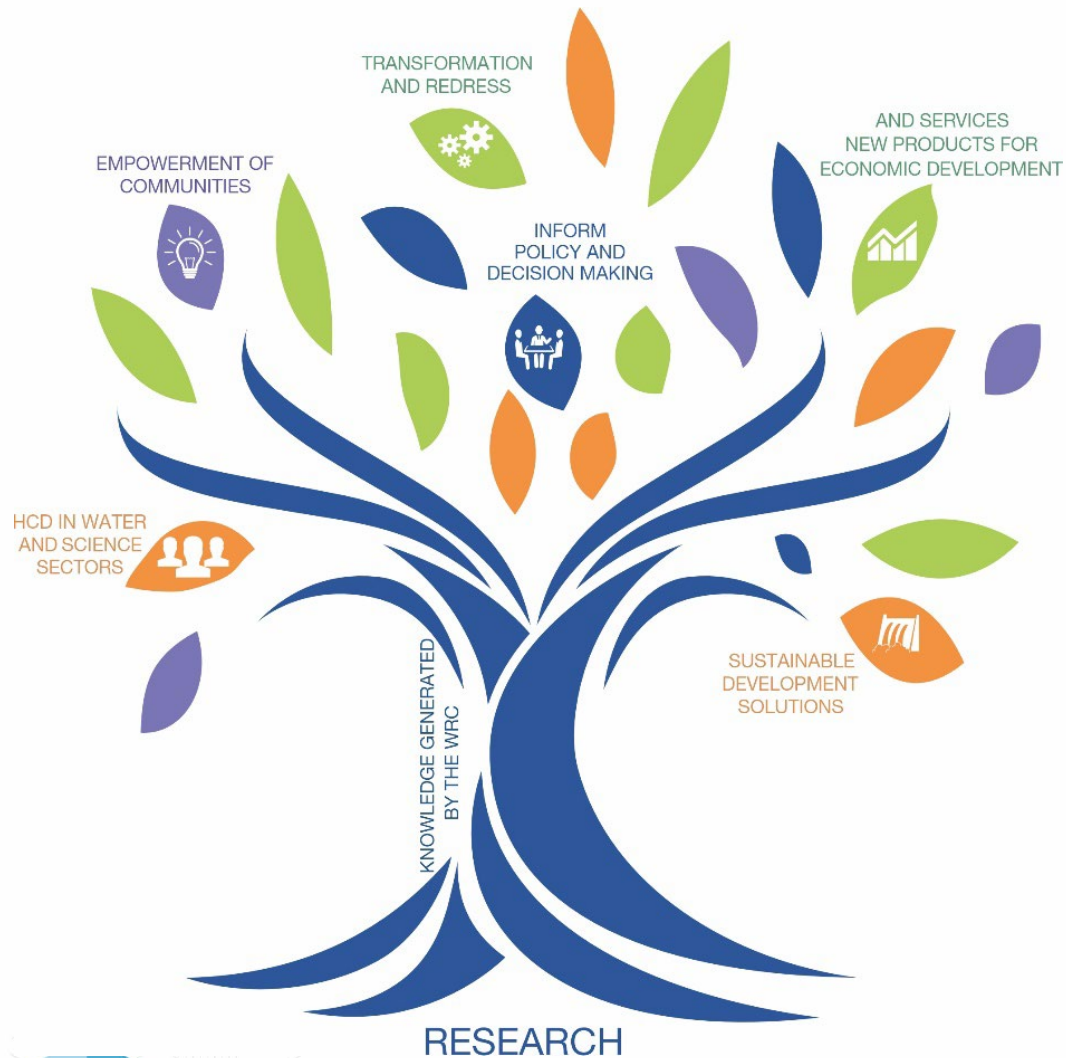 TRANSFORMATION
AND REDRESS
AND SERVICES
NEW PRODUCTS FOR
ECONOMIC DEVELOPMENT
EMPOWERMENT OF
COMMUNITIES
INFORM
POLICY AND
DECISION MAKING
HCD IN WATER
AND SCIENCE
SECTORS
SUSTAINABLE
DEVELOPMENT
SOLUTIONS
KNOWLEDGE GENERATED
BY THE WRC
RESEARCH